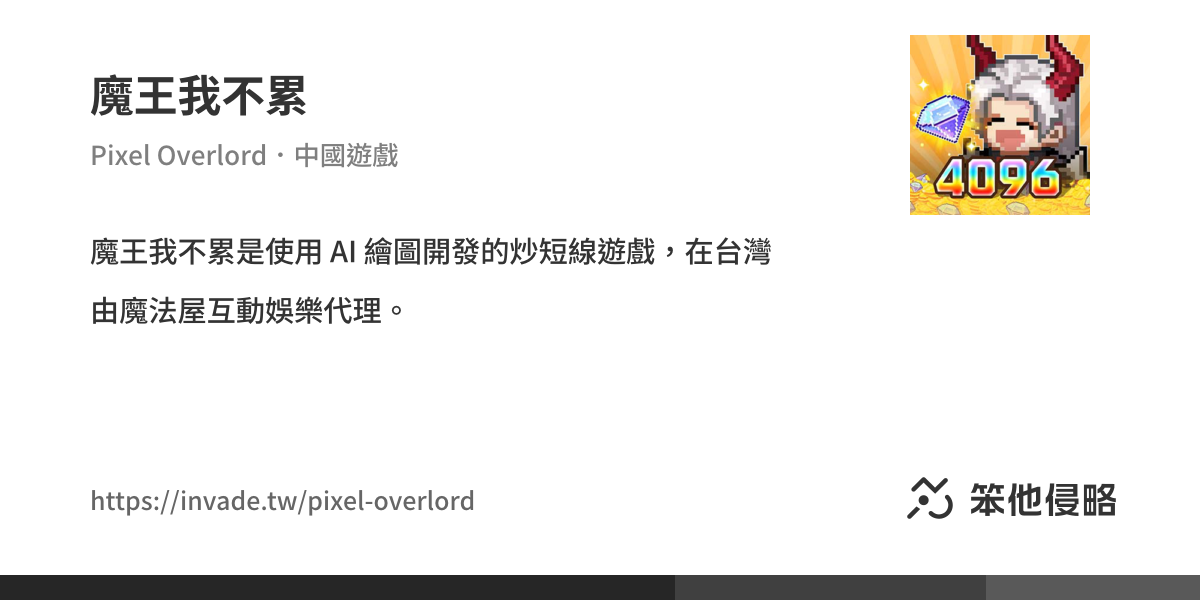 魔王我不累
Pixel Overlord・中國遊戲
4096
魔王我不累是使用 AI 繪圖開發的炒短線遊戲，在台灣
由魔法屋互動娛樂代理。
https://invade.tw/pixel-overlord
笨他侵略